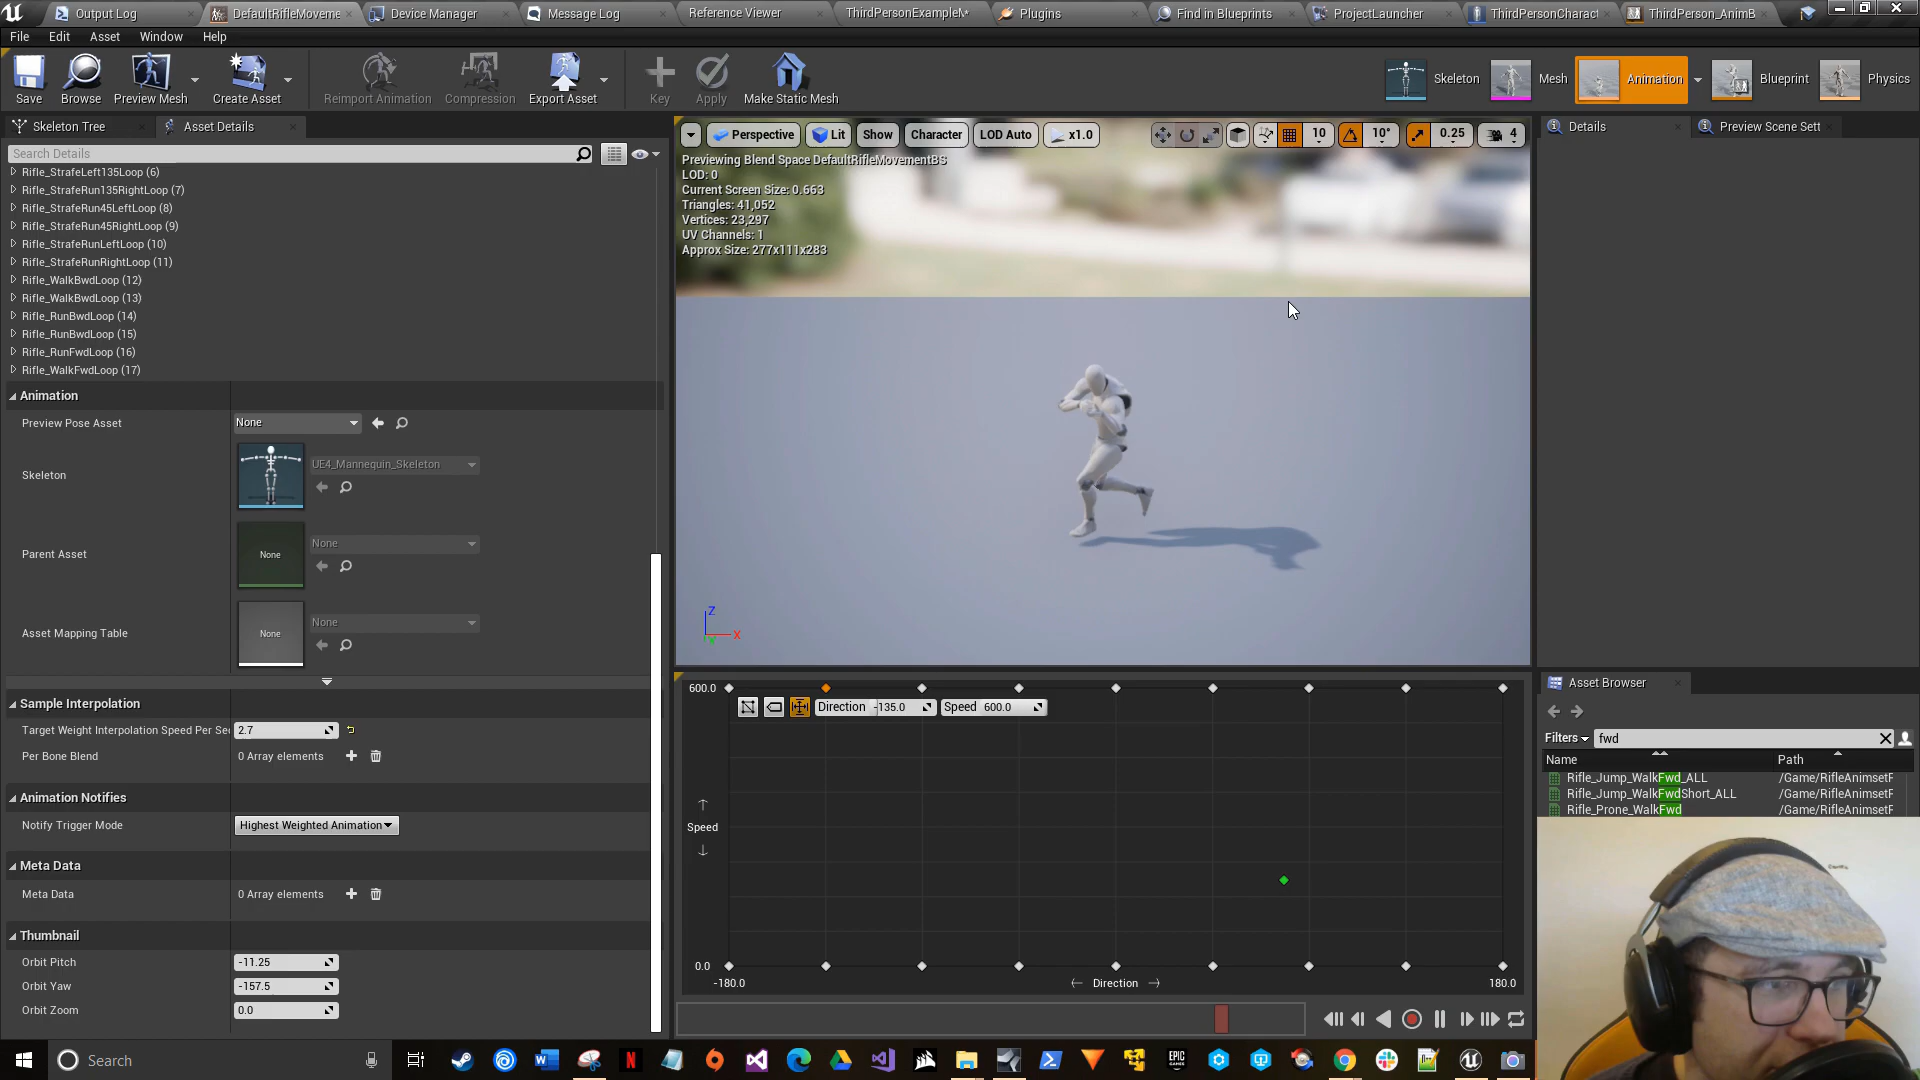 Output Log
DefaultRifleMoveme
Device Manager
Message Log
Reference Viewer
ThirdPersonExampleM*
Plugins
Find in Blueprints
ProjectLauncher
ThirdPersonCharact
ThirdPerson_AnimB
File Edit Asset Window Help
Save Browse Preview Mesh Create Asset Reimport Animation Compression Export Asset Key Apply Make Static Mesh
Skeleton Mesh Animation Blueprint Physics
Skeleton Tree Asset Details
Search Details
Rifle_StrafeLeft135Loop (6)
Rifle_StrafeRun135RightLoop (7)
Rifle_StrafeRun45LeftLoop (8)
Rifle_StrafeRun45RightLoop (9)
Rifle_StrafeRunLeftLoop (10)
Rifle_StrafeRunRightLoop (11)
Rifle_WalkBwdLoop (12)
Rifle_WalkBwdLoop (13)
Rifle_RunBwdLoop (14)
Rifle_RunBwdLoop (15)
Rifle_RunFwdLoop (16)
Rifle_WalkFwdLoop (17)
Animation
Preview Pose Asset None
Skeleton UE4_Mannequin_Skeleton
Parent Asset None None
Asset Mapping Table None None
Sample Interpolation
Target Weight Interpolation Speed Per Sec 2.7
Per Bone Blend 0 Array elements
Animation Notifies
Notify Trigger Mode Highest Weighted Animation
Meta Data
Meta Data 0 Array elements
Thumbnail
Orbit Pitch -11.25
Orbit Yaw -157.5
Orbit Zoom 0.0
Perspective Lit Show Character LOD Auto x1.0 10 10° 0.25 4
Previewing Blend Space DefaultRifleMovementBS
LOD: 0
Current Screen Size: 0.663
Triangles: 41,052
Vertices: 23,297
UV Channels: 1
Approx Size: 277x111x283
Z
X
Y
600.0
Direction -135.0 Speed 600.0
Speed
0.0
-180.0 Direction 180.0
Details Preview Scene Sett
Asset Browser
Filters fwd
Name Path
Rifle_Jump_WalkFwd_ALL /Game/RifleAnimsetF
Rifle_Jump_WalkFwdShort_ALL /Game/RifleAnimsetF
Rifle_Prone_WalkFwd /Game/RifleAnimsetF
Search
EPIC GAMES